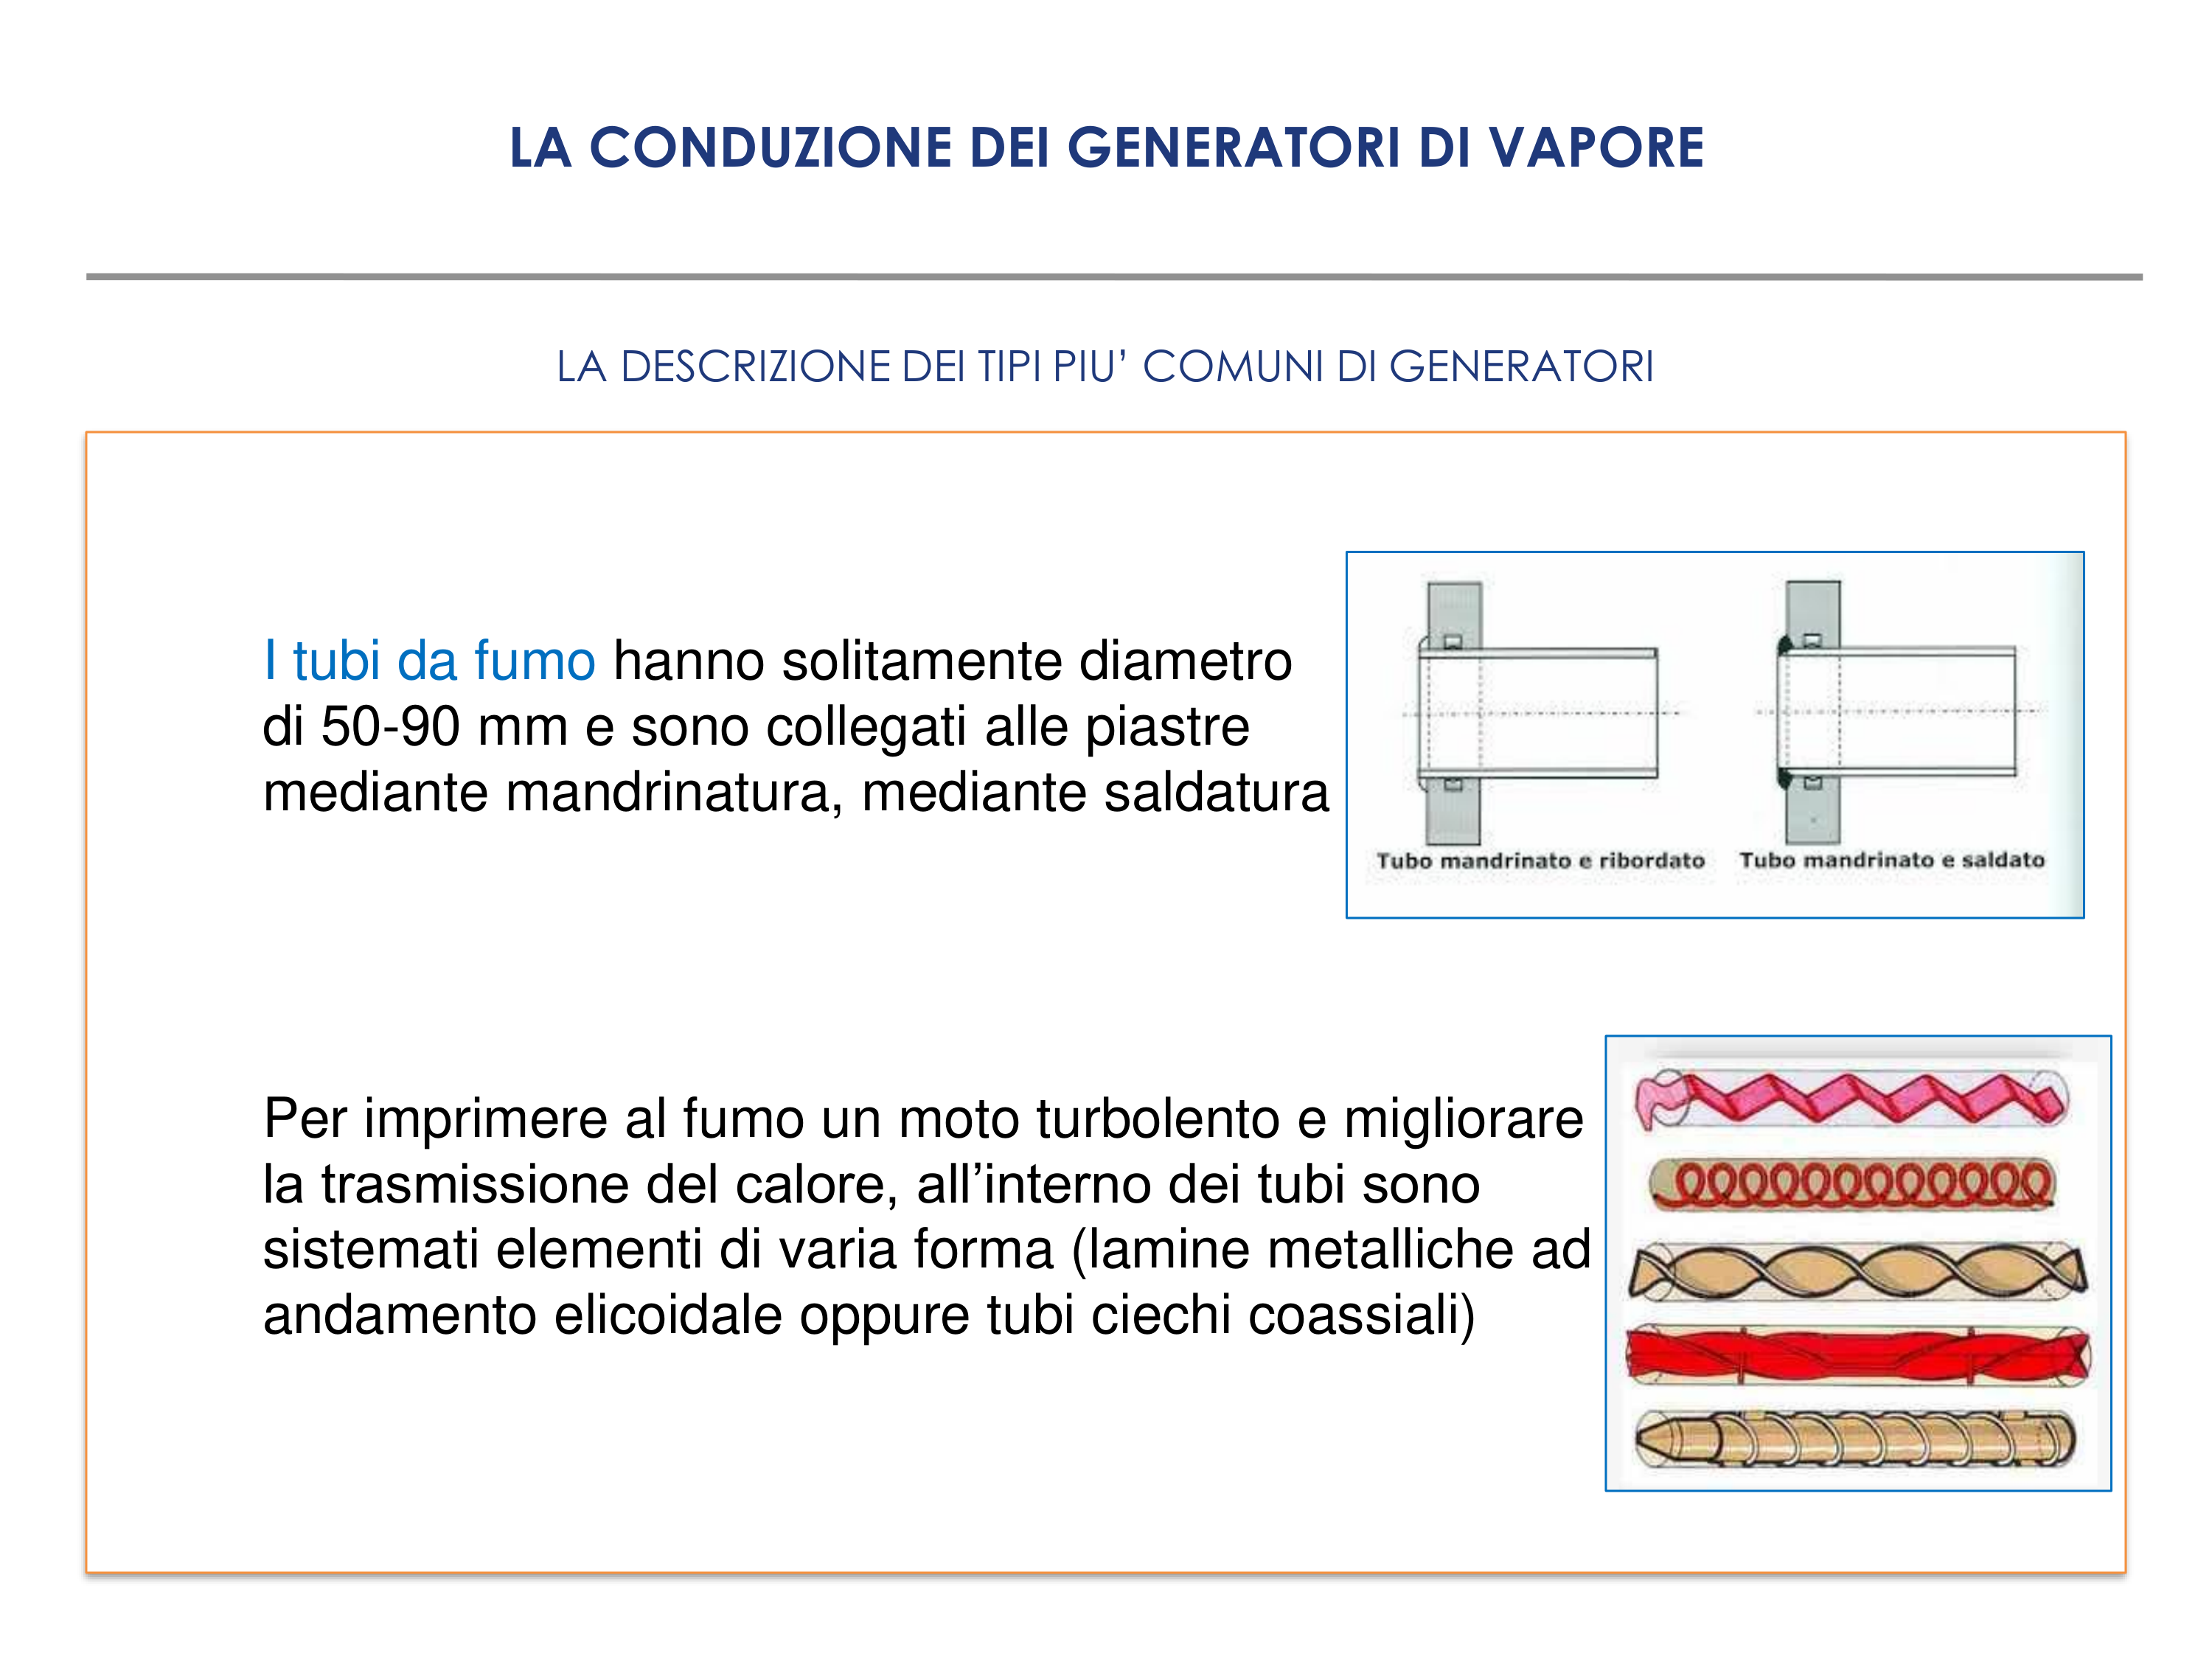 LA CONDUZIONE DEI GENERATORI DI VAPORE
LA DESCRIZIONE DEI TIPI PIU’ COMUNI DI GENERATORI
I tubi da fumo hanno solitamente diametro
di 50-90 mm e sono collegati alle piastre
mediante mandrinatura, mediante saldatura
Tubo mandrinato e ribordato
Tubo mandrinato e saldato
Per imprimere al fumo un moto turbolento e migliorare
la trasmissione del calore, all’interno dei tubi sono
sistemati elementi di varia forma (lamine metalliche ad
andamento elicoidale oppure tubi ciechi coassiali)